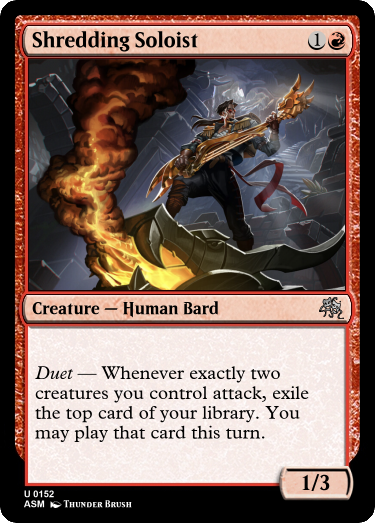 Shredding Soloist 1
Creature — Human Bard
Duet — Whenever exactly two
creatures you control attack, exile
the top card of your library. You
may play that card this turn.
1/3
U 0152
ASM Thunder Brush